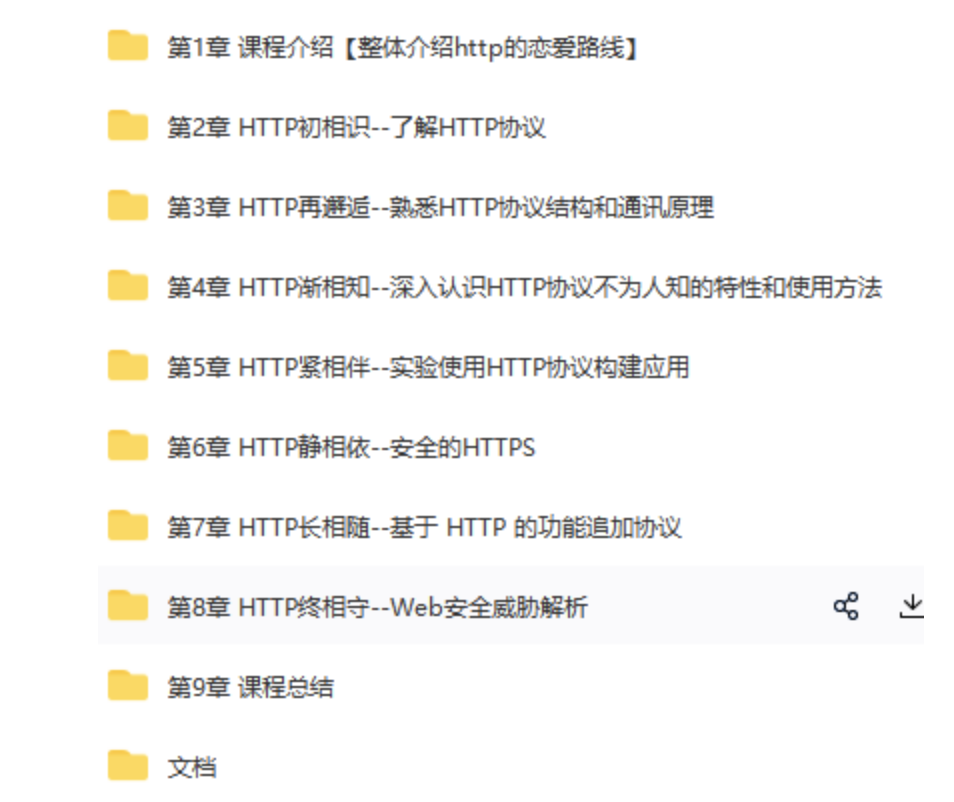 第1章 课程介绍【整体介绍http的恋爱路线】
第2章 HTTP初相识--了解HTTP协议
第3章 HTTP再邂逅--熟悉HTTP协议结构和通讯原理
第4章 HTTP渐相知--深入认识HTTP协议不为人知的特性和使用方法
第5章 HTTP紧相伴--实验使用HTTP协议构建应用
第6章 HTTP静相依--安全的HTTPS
第7章 HTTP长相随--基于 HTTP 的功能追加协议
第8章 HTTP终相守--Web安全威胁解析
第9章 课程总结
文档